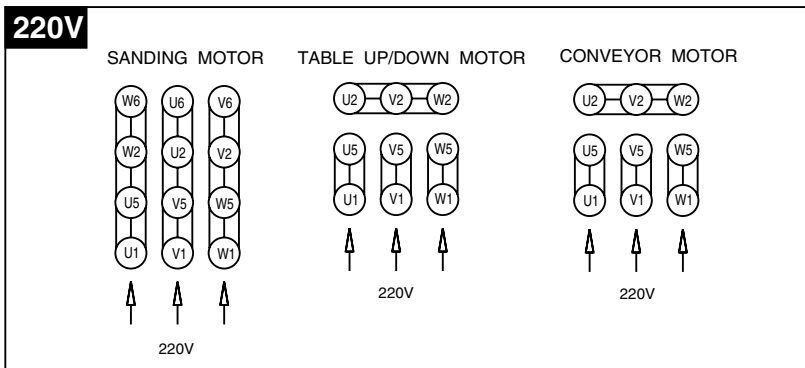 220V
SANDING MOTOR
TABLE UP/DOWN MOTOR
CONVEYOR MOTOR
W6 U6 V6
W2 U2 V2
U5 V5 W5
U1 V1 W1
220V
U2 V2 W2
U5 V5 W5
U1 V1 W1
220V
U2 V2 W2
U5 V5 W5
U1 V1 W1
220V